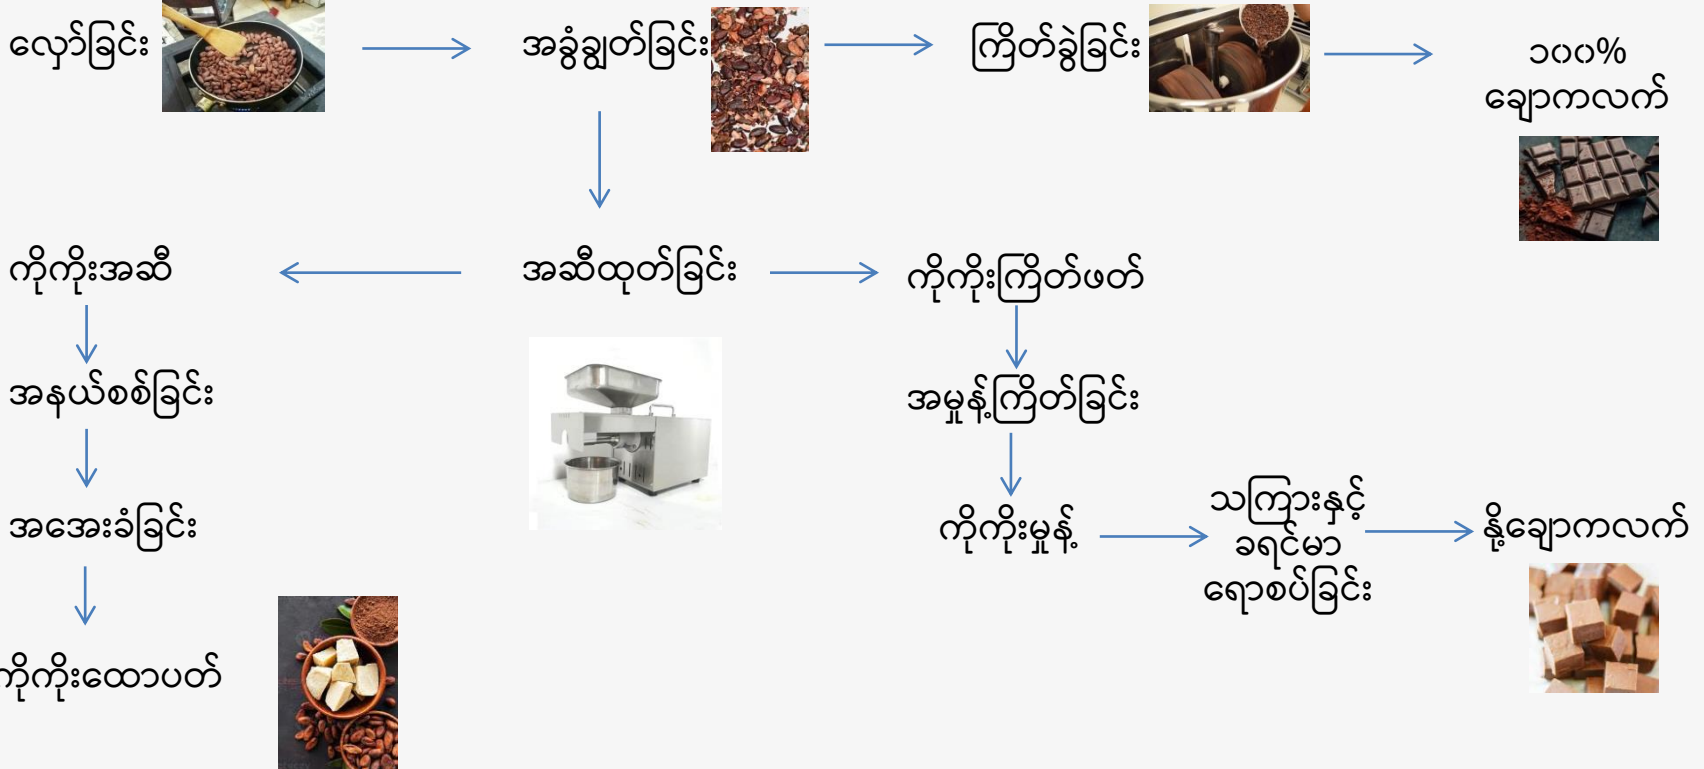 လှော်ခြင်း
အခွံချွတ်ခြင်း
ကြိတ်ခွဲခြင်း
၁၀၀%
ချောကလက်
ကိုကိုးအဆီ
အဆီထုတ်ခြင်း
ကိုကိုးကြိတ်ဖတ်
အနယ်စစ်ခြင်း
အမှုန့်ကြိတ်ခြင်း
အအေးခံခြင်း
ကိုကိုးမှုန့်
သကြားနှင့်
ခရင်မာ
ရောစပ်ခြင်း
နို့ချောကလက်
ကိုကိုးထောပတ်